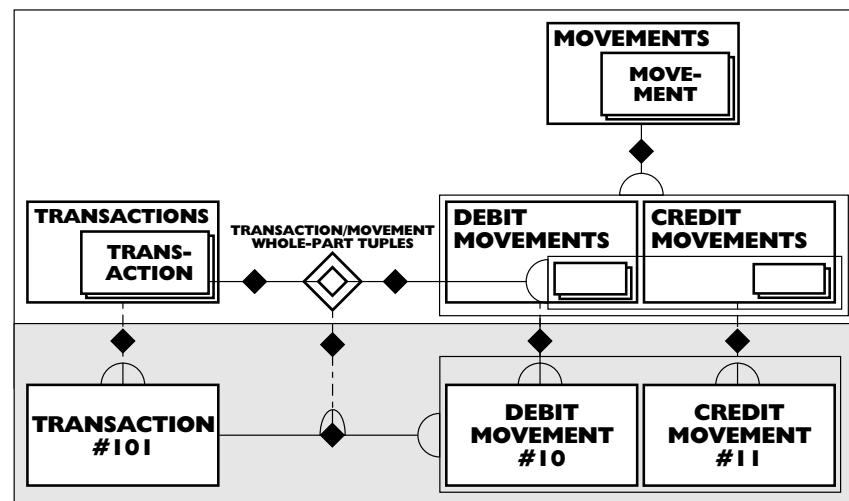 MOVEMENTS
MOVE-
MENT
TRANSACTIONS
TRANS-
ACTION
TRANSACTION/MOVEMENT
WHOLE-PART TUPLES
DEBIT
MOVEMENTS
CREDIT
MOVEMENTS
TRANSACTION
#101
DEBIT
MOVEMENT
#10
CREDIT
MOVEMENT
#11